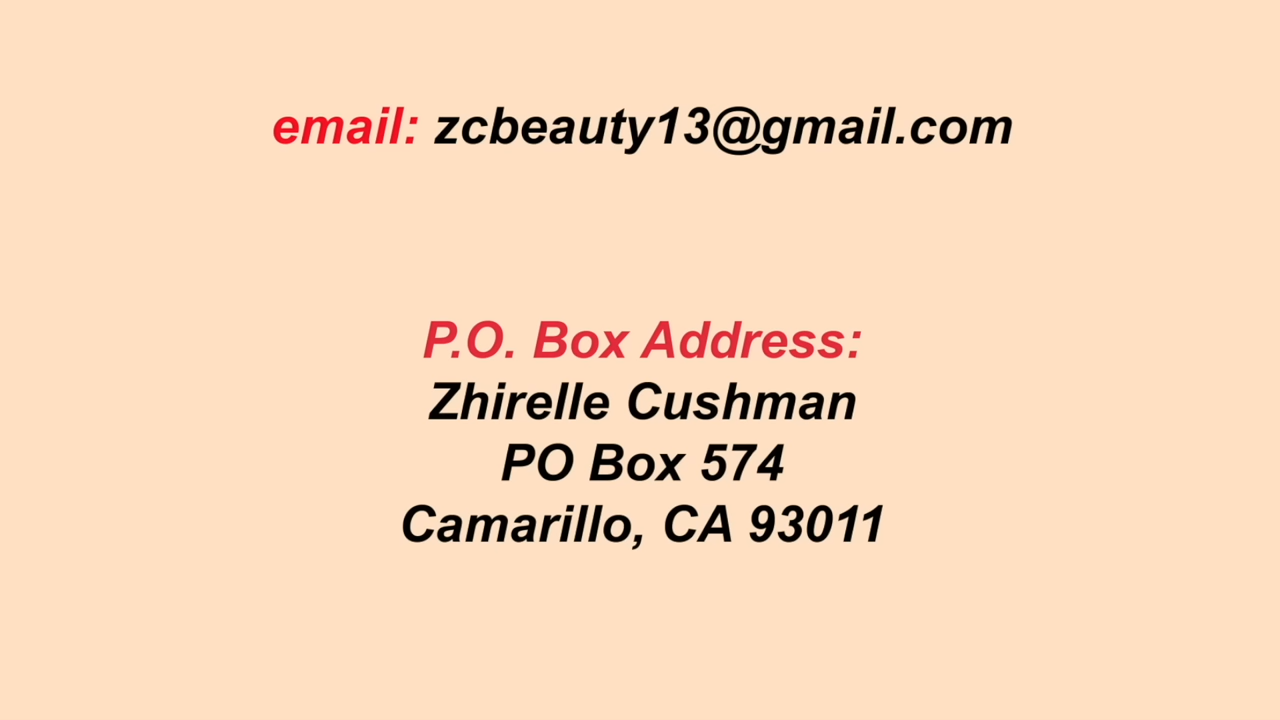 email: zcbeauty13@gmail.com
P.O. Box Address:
Zhirelle Cushman
PO Box 574
Camarillo, CA 93011